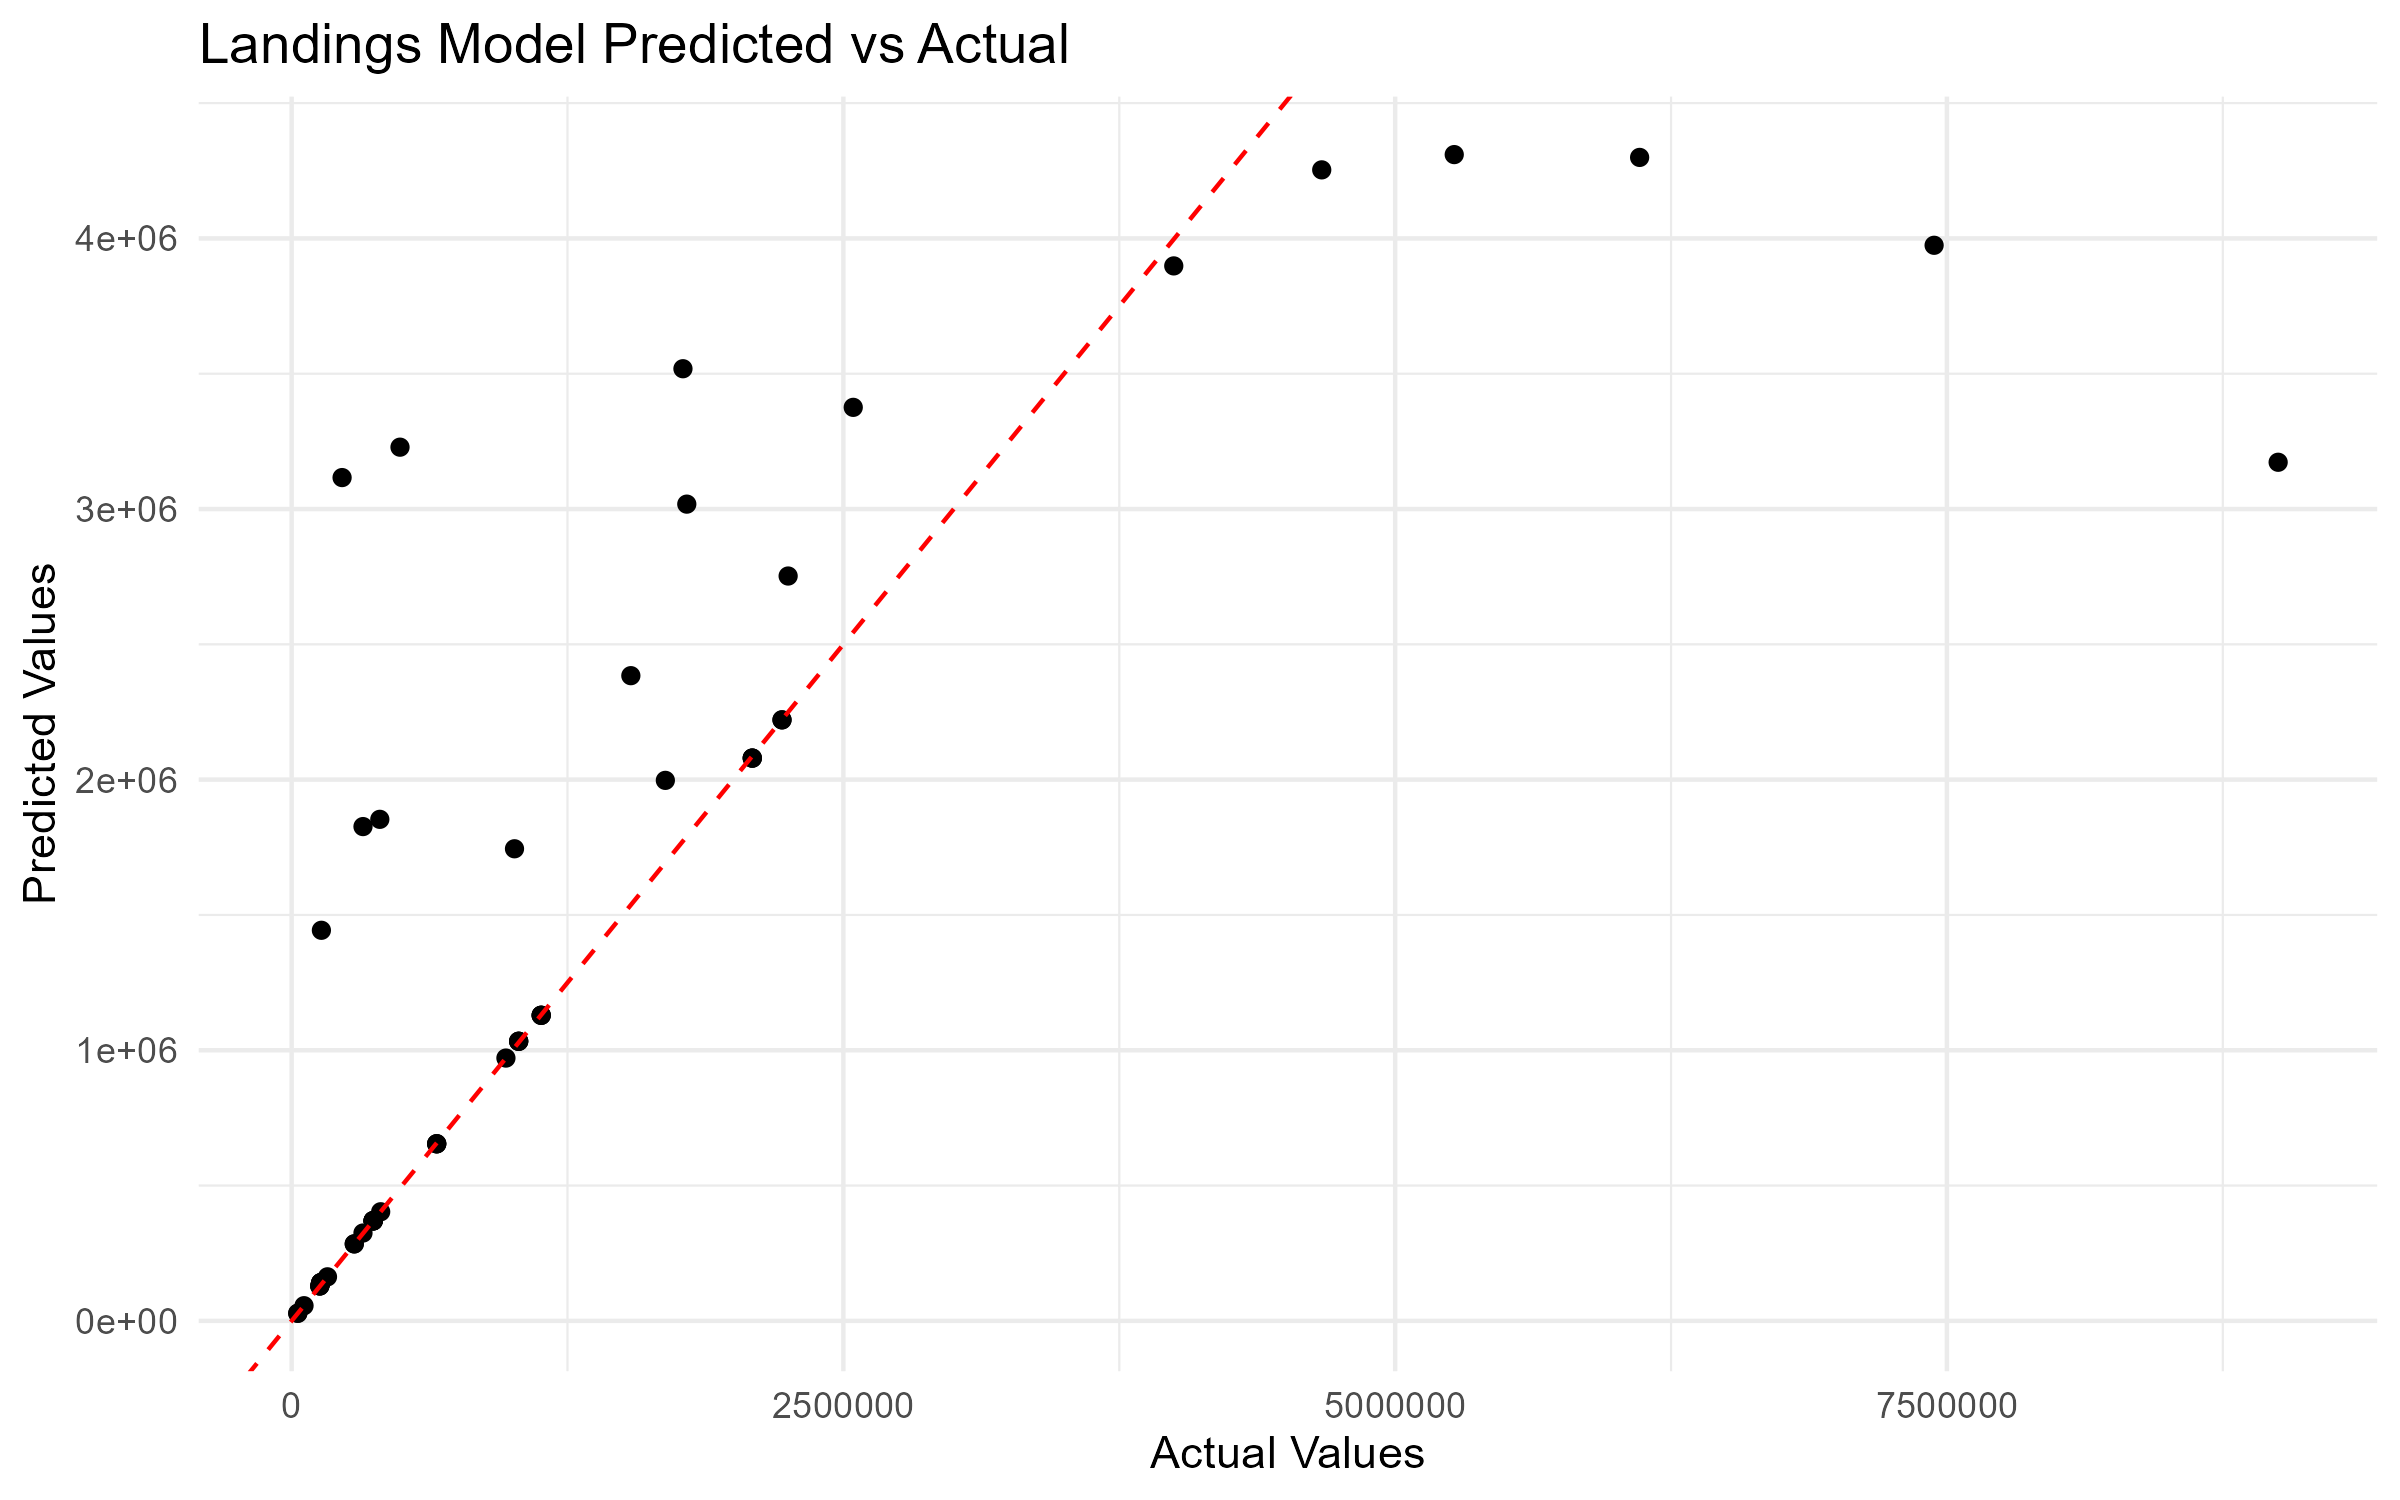 Landings Model Predicted vs Actual
Predicted Values
4e+06
3e+06
2e+06
1e+06
0e+00
0 2500000 5000000 7500000
Actual Values